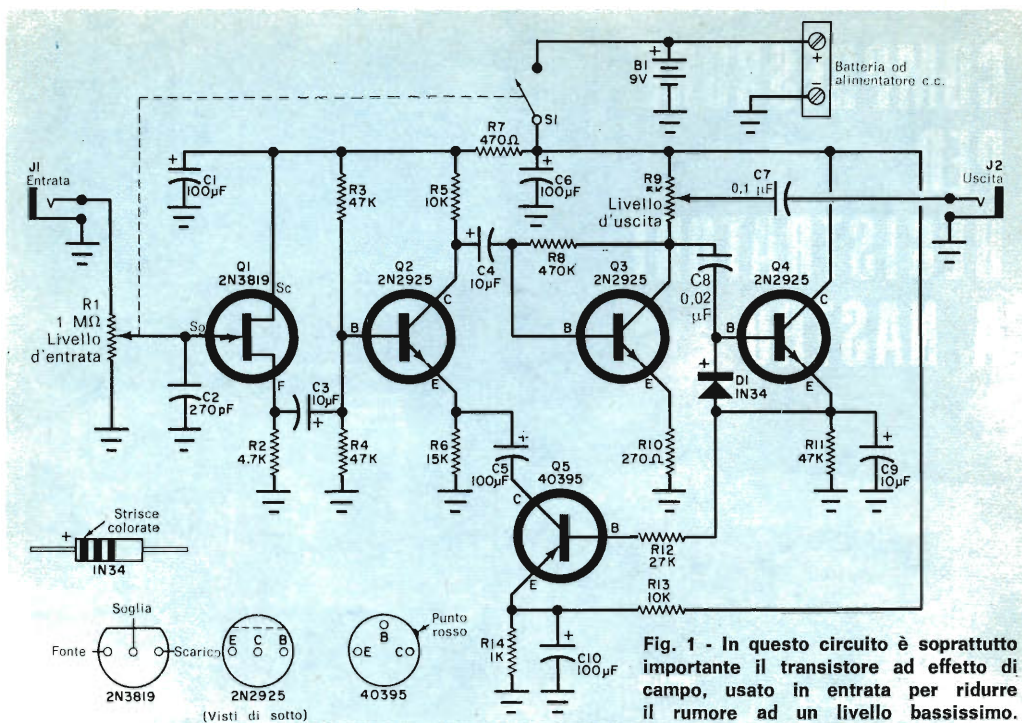 B1
9V
+
+
−
Batteria od
alimentatore c.c.
S1
J1
Entrata
R7
470Ω
+
C1
100µF
R3
47K
R5
10K
+
C6
100µF
R9
Livello
d'uscita
C7
0,1 µF
J2
Uscita
Q1
2N3819
Sc
So
F
R1
1 MΩ
Livello
d'entrata
C2
270pF
C3
10µF
+
R2
4.7K
R4
47K
Q2
2N2925
B
C
E
+
C4
10µF
R8
470K
R6
15K
+
C5
100µF
Q3
2N2925
B
C
E
R10
270Ω
C8
0,02
µF
Q4
2N2925
B
C
E
+
D1
1N34
R11
47K
+
C9
10µF
Q5
40395
C
B
E
R12
27K
R13
10K
R14
1K
+
C10
100µF
Strisce
colorate
+
1N34
Soglia
Fonte
Scarico
2N3819
E C B
2N2925
(Visti di sotto)
B
E
C
Punto
rosso
40395
Fig. 1 - In questo circuito è soprattutto
importante il transistore ad effetto di
campo, usato in entrata per ridurre
il rumore ad un livello bassissimo.